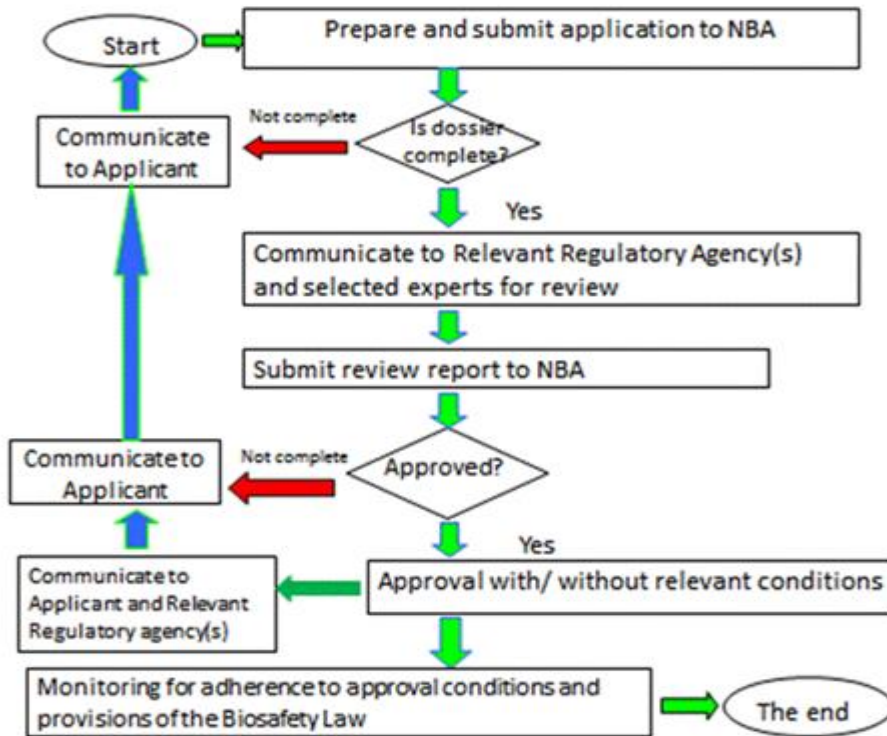 Start
Prepare and submit application to NBA
Not complete
Is dossier
complete?
Communicate
to Applicant
Yes
Communicate to Relevant Regulatory Agency(s)
and selected experts for review
Submit review report to NBA
Communicate to
Applicant
Not complete
Approved?
Yes
Communicate to
Applicant and Relevant
Regulatory agency(s)
Approval with/ without relevant conditions
Monitoring for adherence to approval conditions and
provisions of the Biosafety Law
The end